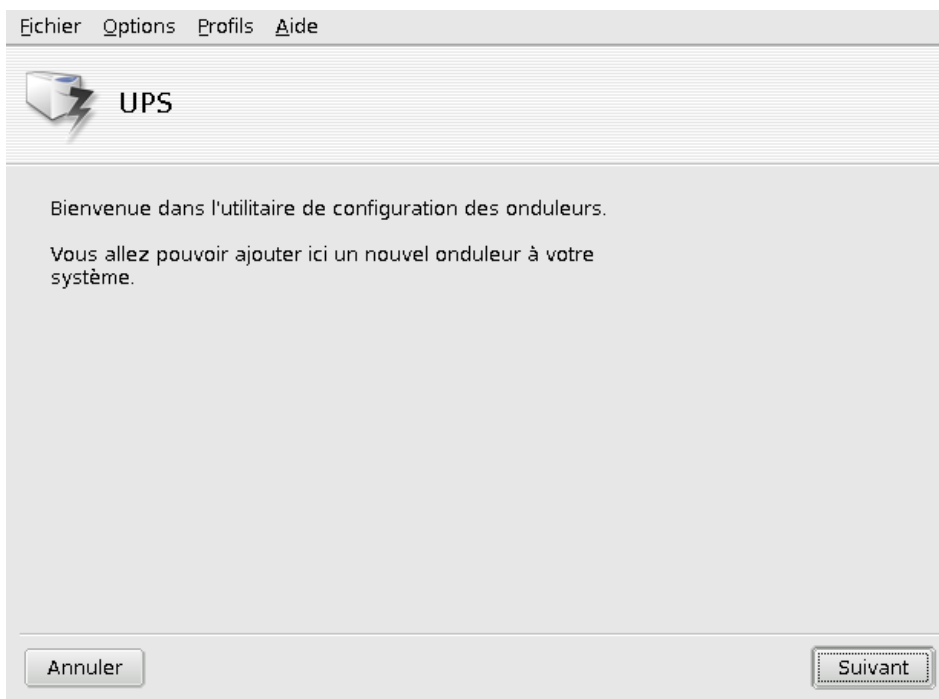 Fichier Options Profils Aide
UPS
Bienvenue dans l'utilitaire de configuration des onduleurs.
Vous allez pouvoir ajouter ici un nouvel onduleur à votre
système.
Annuler Suivant